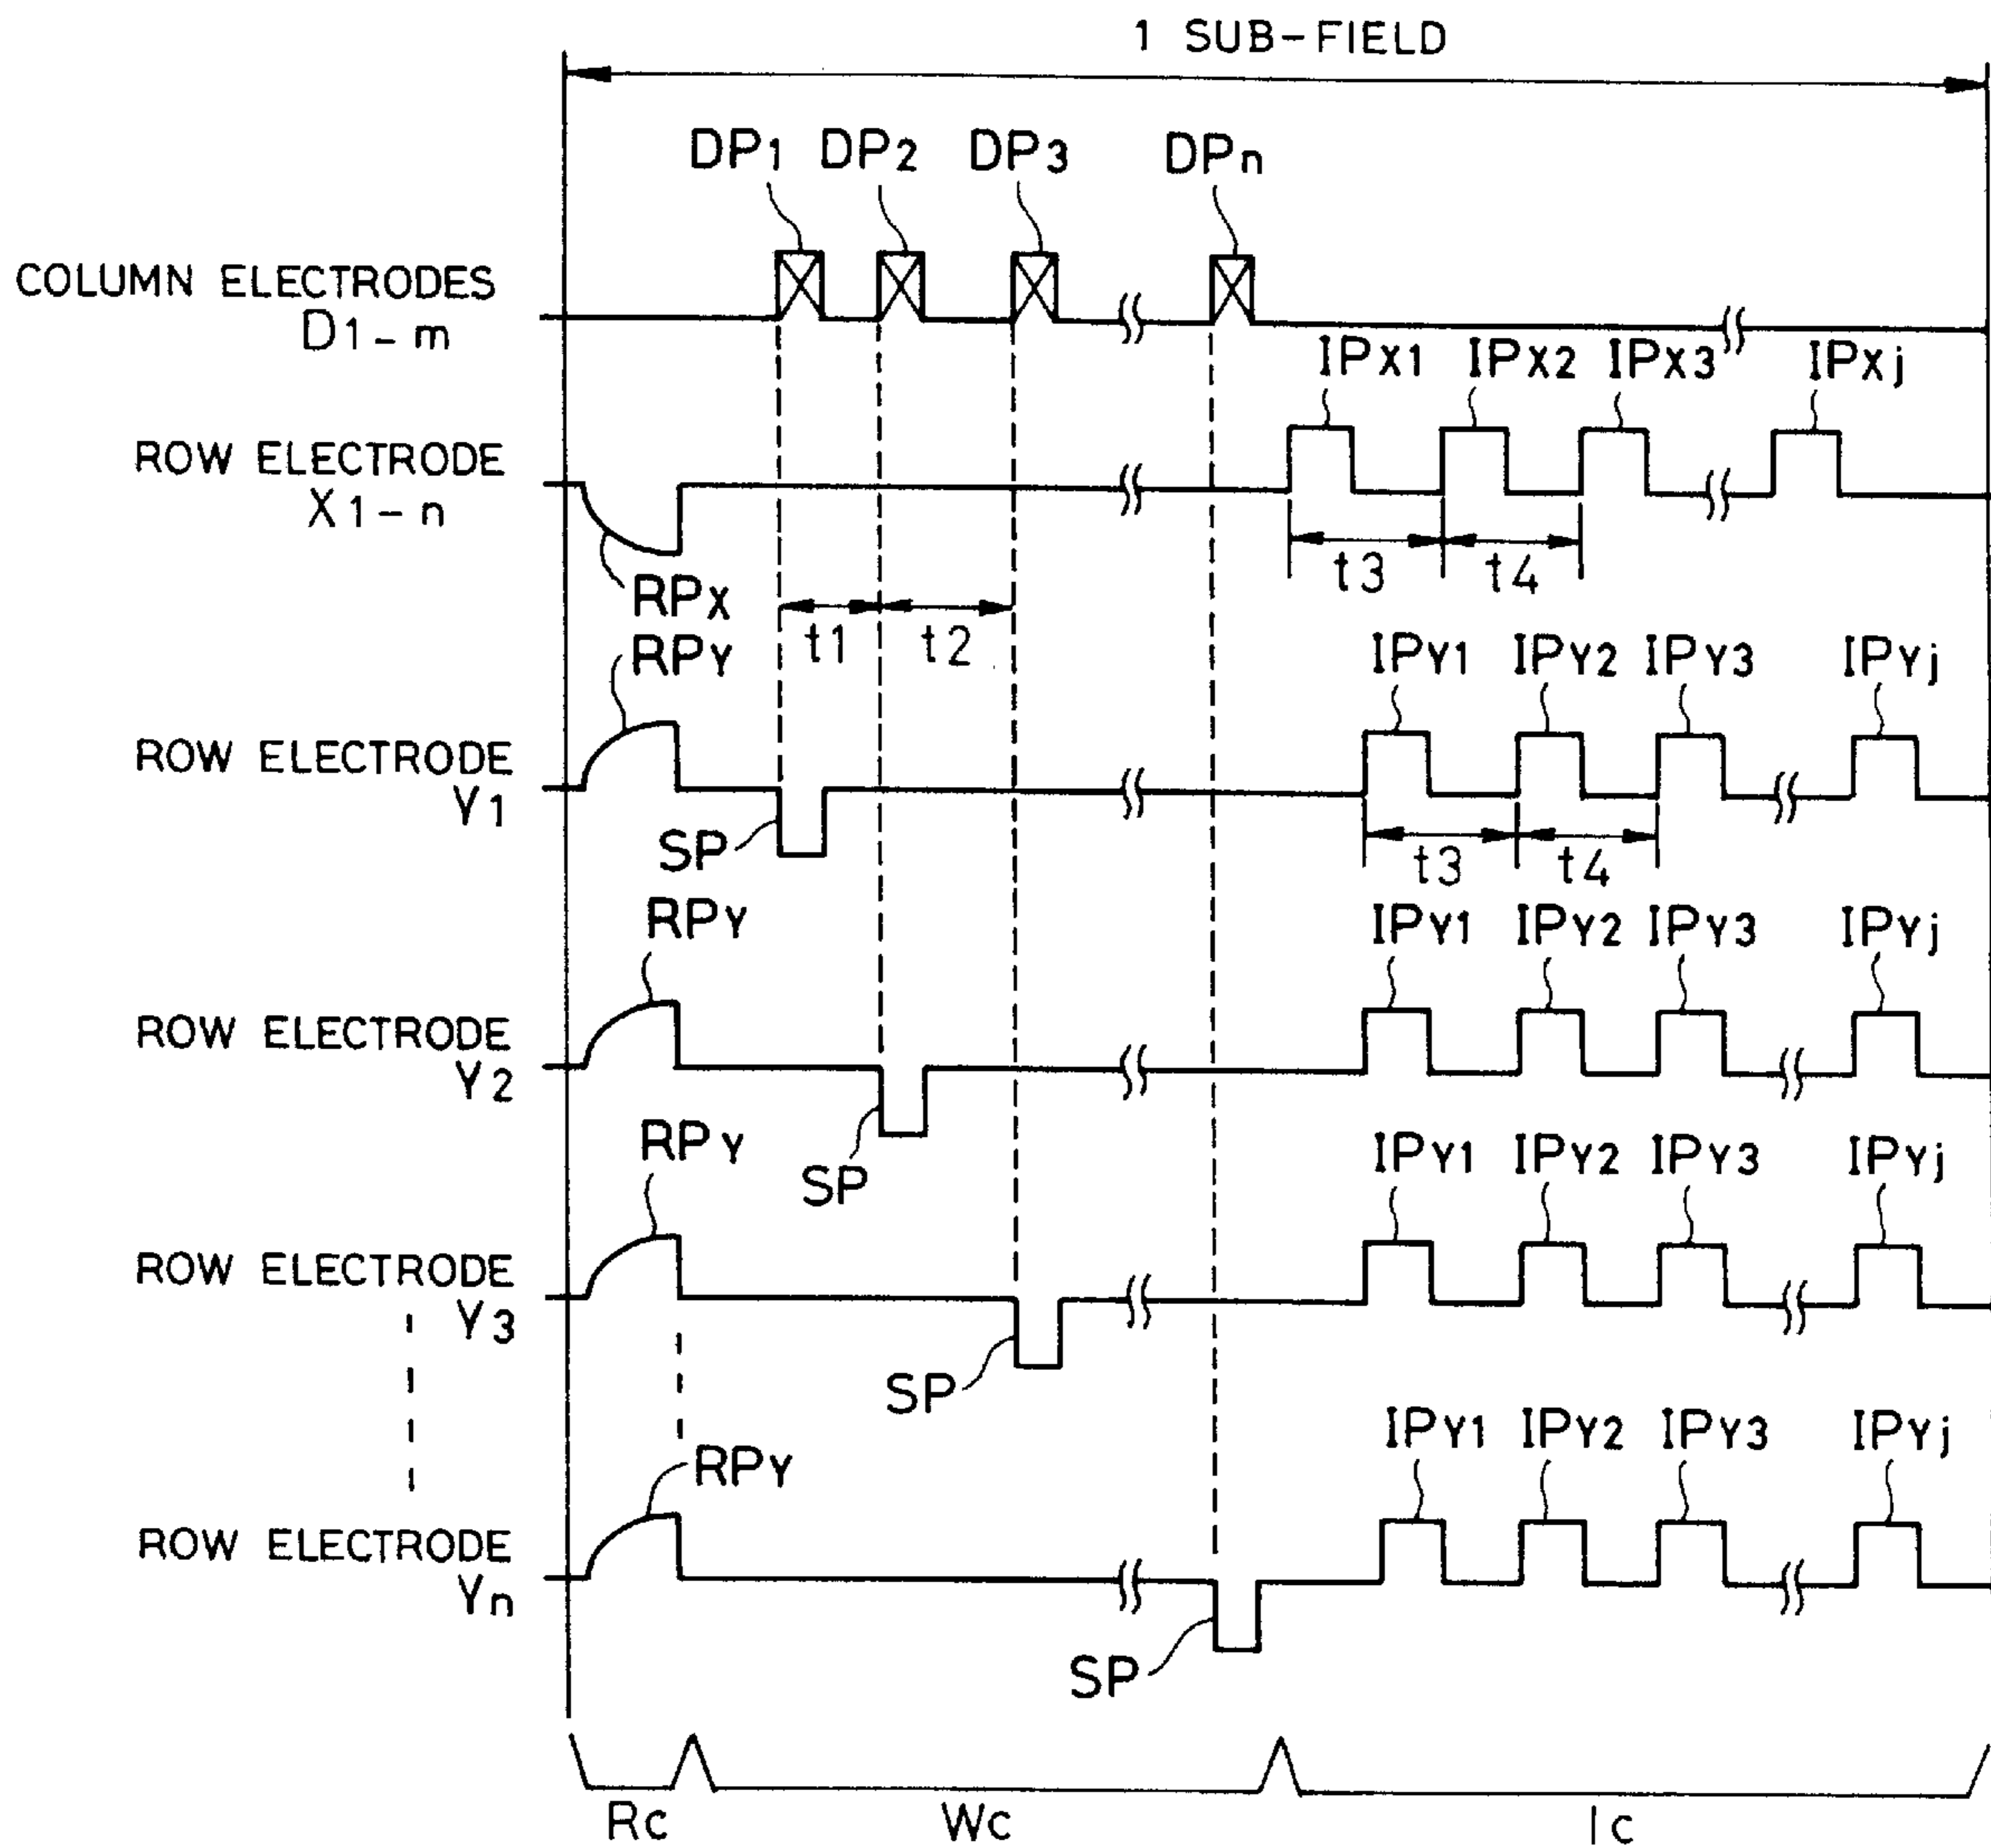 1 SUB-FIELD
DP1 DP2 DP3 DPn
COLUMN ELECTRODES
D1-m
IPX1 IPX2 IPX3 IPXj
ROW ELECTRODE
X1-n
t3 t4
RPX
t1 t2
RPY
IPY1 IPY2 IPY3 IPYj
ROW ELECTRODE
Y1
SP
t3 t4
RPY
IPY1 IPY2 IPY3 IPYj
ROW ELECTRODE
Y2
SP
RPY
IPY1 IPY2 IPY3 IPYj
ROW ELECTRODE
Y3
SP
RPY
IPY1 IPY2 IPY3 IPYj
ROW ELECTRODE
Yn
SP
Rc Wc Ic